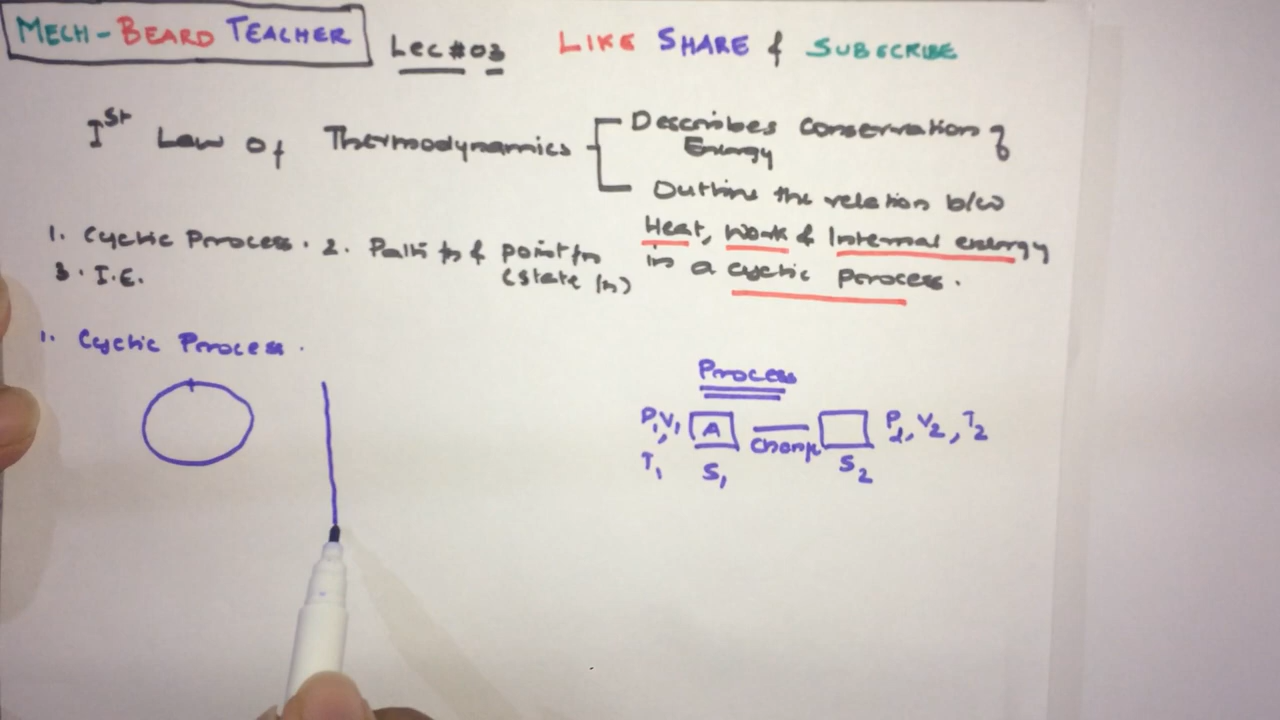 MECH-BEARD TEACHER Lec#03 LIKE SHARE & SUBSCRIBE
Ist Law Of Thermodynamics
Describes Conservation of
Energy
Outline the relation b/w
Heat, Work & Internal energy
in a cyclic process.
1. Cyclic Process. 2. Path fn & point fn
(state fn)
3. I.E.
1. Cyclic Process.
Process
P1, V1, A Change P2, V2, T2
T1 S1 S2